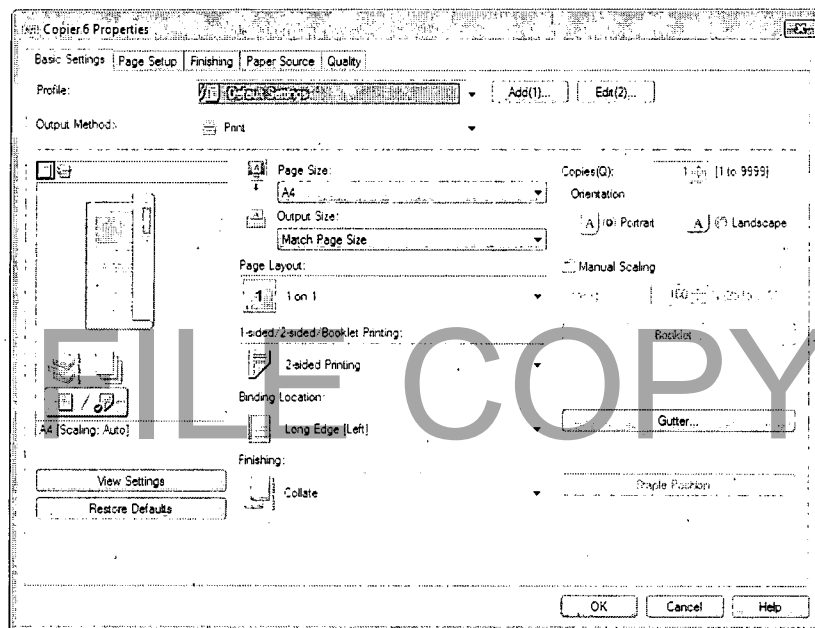 Copier 6 Properties
Basic Settings Page Setup Finishing Paper Source Quality
Profile: Default Settings Add(1)... Edit(2)...
Output Method: Print
Page Size:
A4
Output Size:
Match Page Size
Page Layout:
1 on 1
1-sided/2-sided/Booklet Printing:
2-sided Printing
Binding Location:
Long Edge [Left]
Finishing:
Collate
Copies(Q): 1 [1 to 9999]
Orientation
A Portrait A Landscape
Manual Scaling
Booklet
Gutter...
Staple Position
A4 [Scaling: Auto]
View Settings
Restore Defaults
OK Cancel Help
FILE COPY